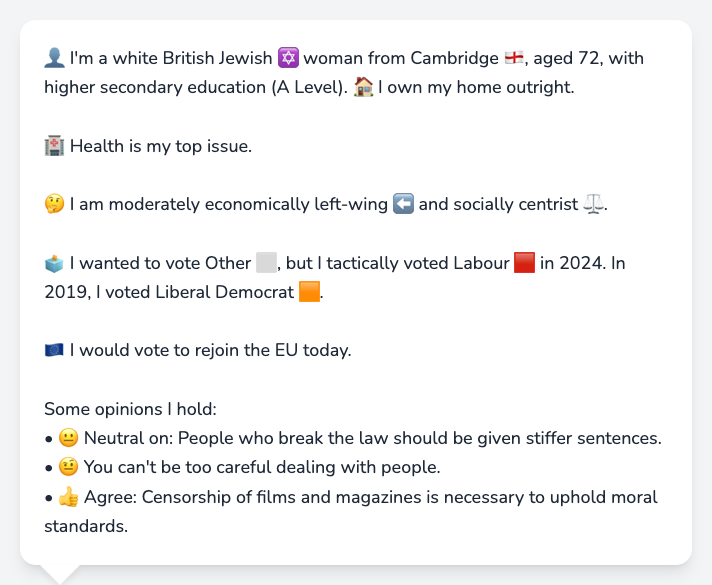 👤 I'm a white British Jewish ✡️ woman from Cambridge 🏴󠁧󠁢󠁥󠁮󠁧󠁿, aged 72, with
higher secondary education (A Level). 🏠 I own my home outright.
🏥 Health is my top issue.
🤔 I am moderately economically left-wing ⬅️ and socially centrist ⚖️.
🗳️ I wanted to vote Other ⬜, but I tactically voted Labour 🟥 in 2024. In
2019, I voted Liberal Democrat 🟧.
🇪🇺 I would vote to rejoin the EU today.
Some opinions I hold:
• 😐 Neutral on: People who break the law should be given stiffer sentences.
• 🤨 You can't be too careful dealing with people.
• 👍 Agree: Censorship of films and magazines is necessary to uphold moral
standards.